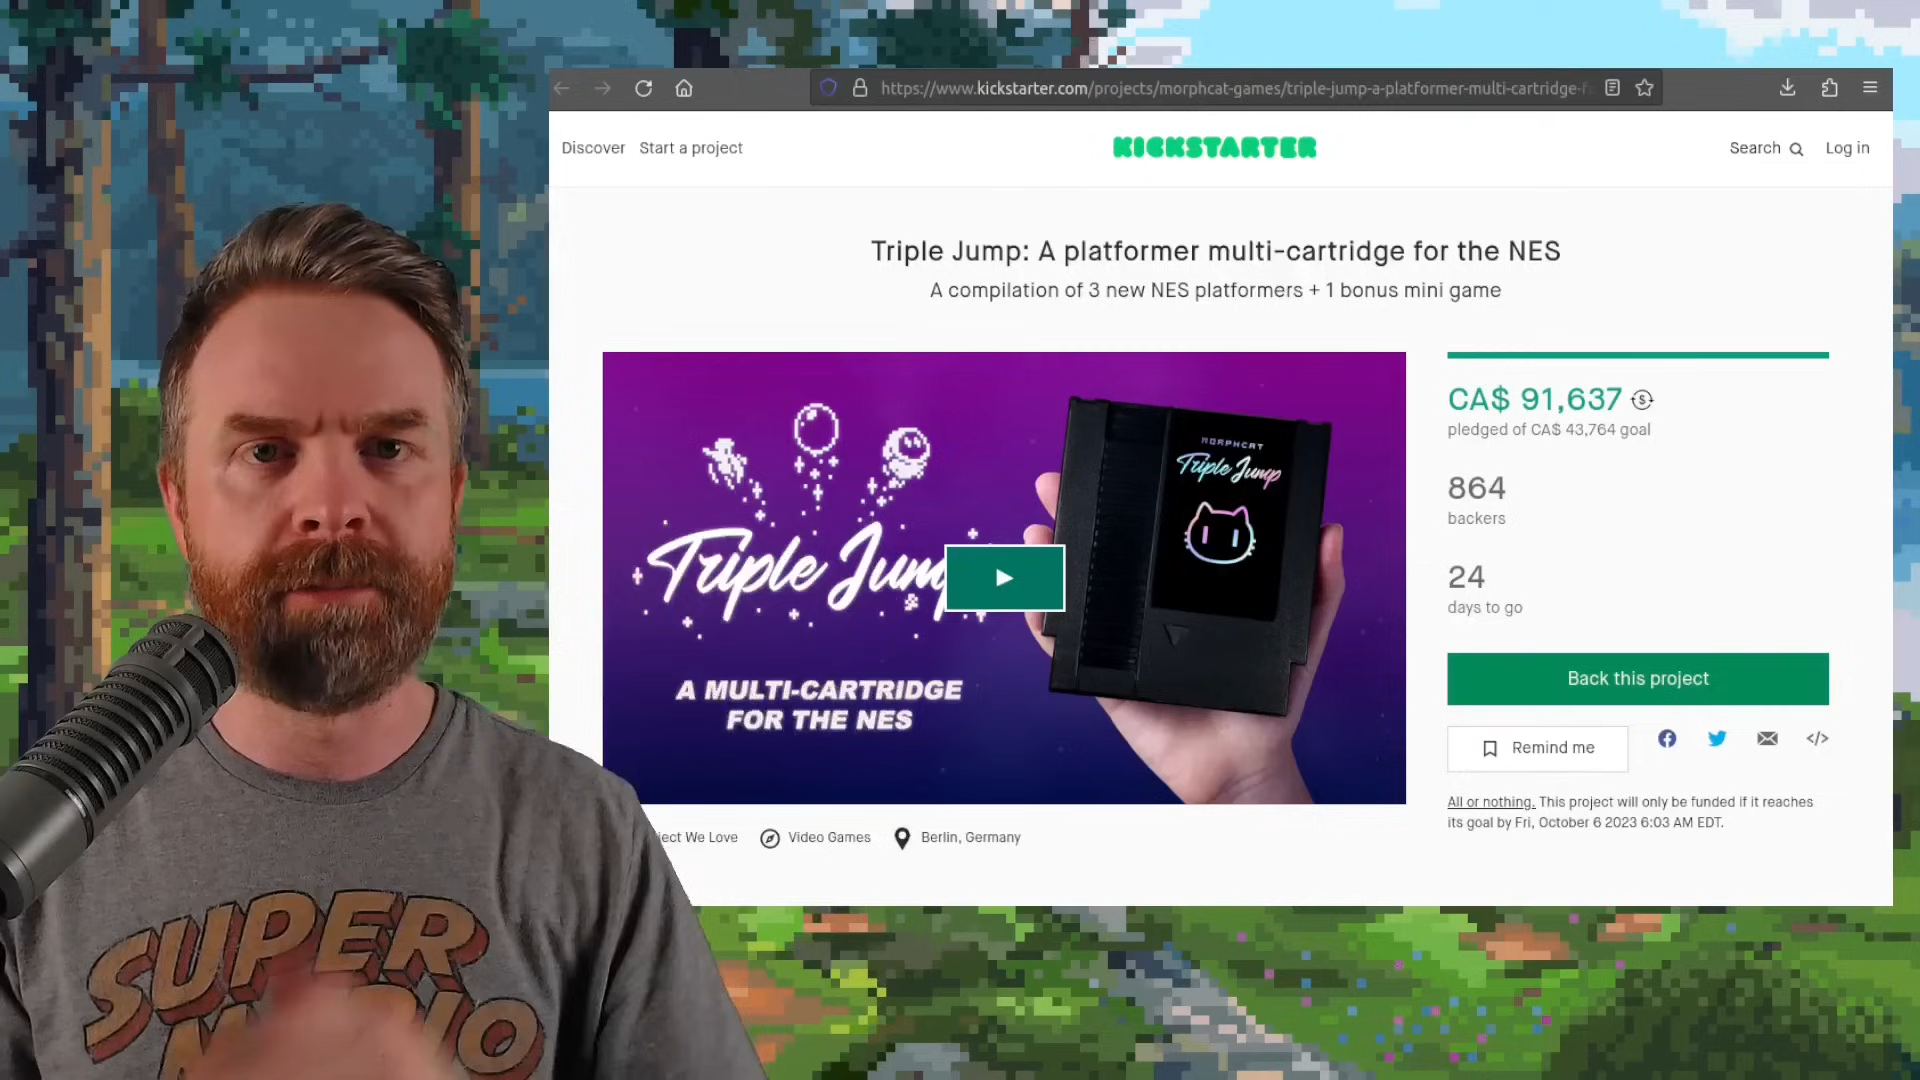 https://www.kickstarter.com/projects/morphcat-games/triple-jump-a-platformer-multi-cartridge-f
Discover Start a project
KICKSTARTER
Search Log in
Triple Jump: A platformer multi-cartridge for the NES
A compilation of 3 new NES platformers + 1 bonus mini game
Triple Jum
A MULTI-CARTRIDGE
FOR THE NES
MORPHCAT
Triple Jump
CA$ 91,637
pledged of CA$ 43,764 goal
864
backers
24
days to go
Back this project
Remind me
</>
All or nothing. This project will only be funded if it reaches
its goal by Fri, October 6 2023 6:03 AM EDT.
ject We Love Video Games Berlin, Germany
SUPER